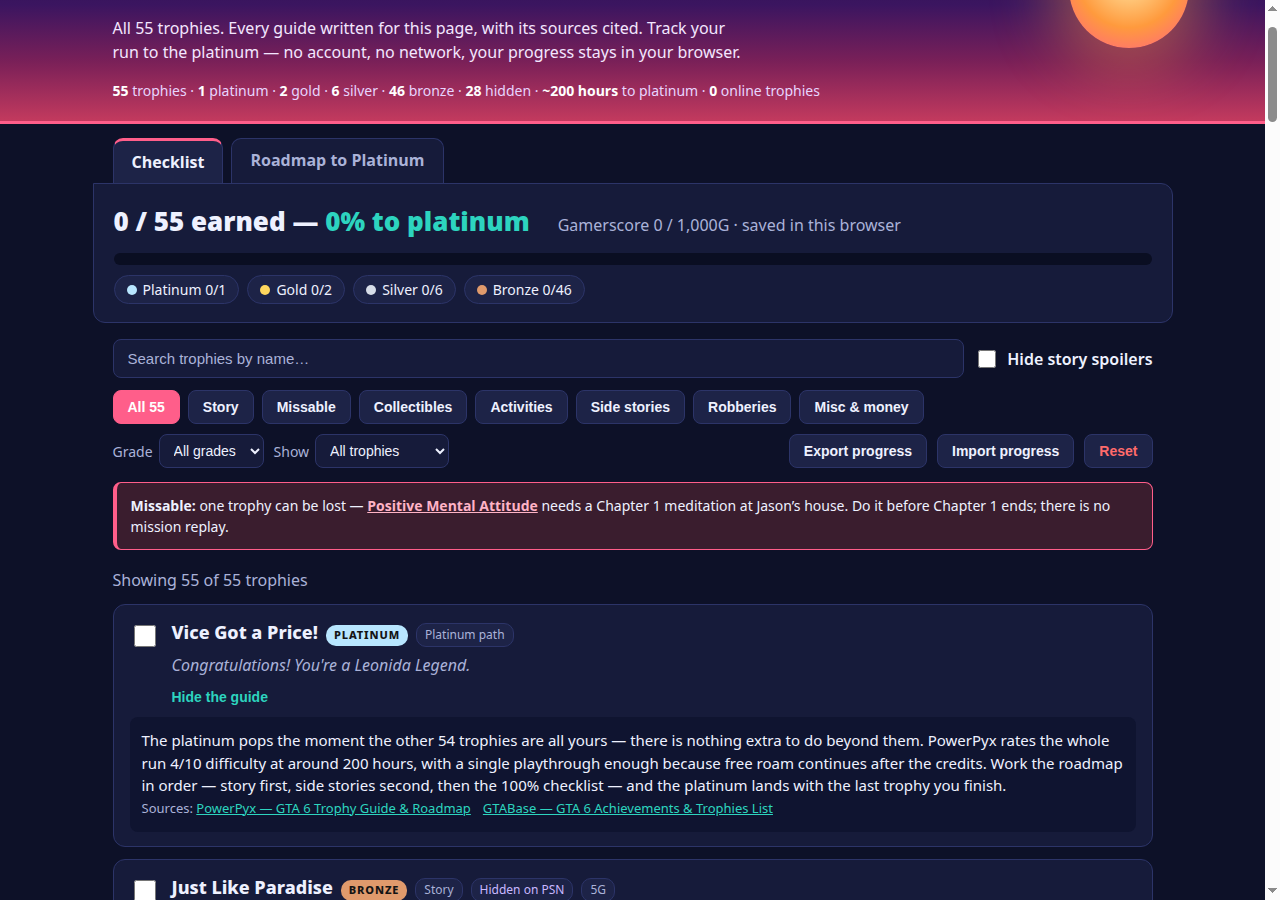 All 55 trophies. Every guide written for this page, with its sources cited. Track your
run to the platinum — no account, no network, your progress stays in your browser.
55 trophies · 1 platinum · 2 gold · 6 silver · 46 bronze · 28 hidden · ~200 hours to platinum · 0 online trophies
Checklist
Roadmap to Platinum
0 / 55 earned — 0% to platinum
Gamerscore 0 / 1,000G · saved in this browser
Platinum 0/1
Gold 0/2
Silver 0/6
Bronze 0/46
Search trophies by name…
Hide story spoilers
All 55
Story
Missable
Collectibles
Activities
Side stories
Robberies
Misc & money
Grade
All grades
Show
All trophies
Export progress
Import progress
Reset
Missable: one trophy can be lost — Positive Mental Attitude needs a Chapter 1 meditation at Jason’s house. Do it before Chapter 1 ends; there is no
mission replay.
Showing 55 of 55 trophies
Vice Got a Price!
PLATINUM
Platinum path
Congratulations! You're a Leonida Legend.
Hide the guide
The platinum pops the moment the other 54 trophies are all yours — there is nothing extra to do beyond them. PowerPyx rates the whole
run 4/10 difficulty at around 200 hours, with a single playthrough enough because free roam continues after the credits. Work the roadmap
in order — story first, side stories second, then the 100% checklist — and the platinum lands with the last trophy you finish.
Sources: PowerPyx — GTA 6 Trophy Guide & Roadmap GTABase — GTA 6 Achievements & Trophies List
Just Like Paradise
BRONZE
Story
Hidden on PSN
5G